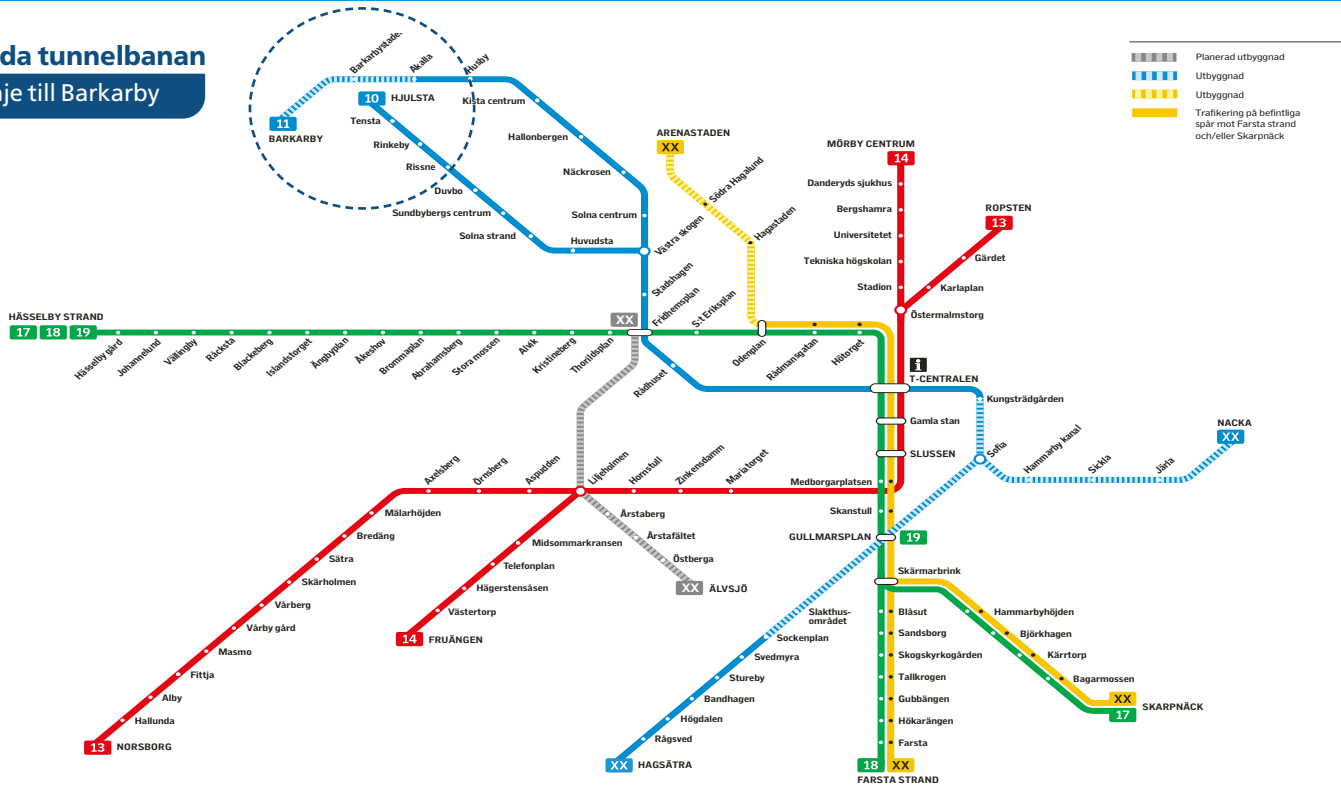 da tunnelbanan
je till Barkarby
Planerad utbyggnad
Utbyggnad
Utbyggnad
Trafikering på befintliga
spår mot Farsta strand
och/eller Skarpnäck
Akalla
Husby
11
BARKARBY
10 HJULSTA
Tensta
Rinkeby
Rissne
Duvbo
Sundbybergs centrum
Solna strand
Huvudsta
Kista centrum
Hallonbergen
Näckrosen
Solna centrum
Västra skogen
Stadshagen
Fridhemsplan
XX
ARENASTADEN
XX
Södra Hagalund
Hagastaden
MÖRBY CENTRUM
14
Danderyds sjukhus
Bergshamra
Universitetet
Tekniska högskolan
Stadion
ROPSTEN
13
Gärdet
Karlaplan
Östermalmstorg
HÄSSELBY STRAND
17 18 19
Hässelby gård
Johannelund
Vällingby
Råcksta
Blackeberg
Islandstorget
Ängbyplan
Åkeshov
Brommaplan
Abrahamsberg
Stora mossen
Alvik
Kristineberg
Thorildsplan
S:t Eriksplan
Odenplan
Rådmansgatan
Hötorget
Rådhuset
i
T-CENTRALEN
Kungsträdgården
Gamla stan
SLUSSEN
Sofia
Hammarby kanal
Sickla
Järla
NACKA
XX
Medborgarplatsen
Skanstull
GULLMARSPLAN
19
Skärmarbrink
Axelsberg
Örnsberg
Aspudden
Liljeholmen
Hornstull
Zinkensdamm
Mariatorget
Mälarhöjden
Bredäng
Sätra
Skärholmen
Vårberg
Vårby gård
Masmo
Fittja
Alby
Hallunda
13 NORSBORG
Midsommarkransen
Telefonplan
Hägerstensåsen
Västertorp
14 FRUÄNGEN
Årstaberg
Årstafältet
Östberga
XX ÄLVSJÖ
Slakthus-
området
Sockenplan
Svedmyra
Stureby
Bandhagen
Högdalen
Rågsved
XX HAGSÄTRA
Blåsut
Sandsborg
Skogskyrkogården
Tallkrogen
Gubbängen
Hökarängen
Farsta
18 XX
FARSTA STRAND
Hammarbyhöjden
Björkhagen
Kärrtorp
Bagarmossen
XX
17
SKARPNÄCK